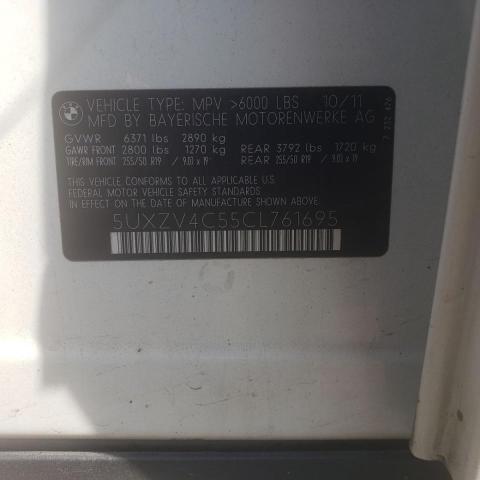 VEHICLE TYPE: MPV >6000 LBS 10/11
MFD BY BAYERISCHE MOTORENWERKE AG
GVWR 6371 lbs 2890 kg
GAWR FRONT 2800 lbs 1270 kg REAR 3792 lbs 1720 kg
TIRE/RIM FRONT 255/50 R19 / 9.0J x 19 REAR 255/50 R19 / 9.0J x 19
THIS VEHICLE CONFORMS TO ALL APPLICABLE U.S.
FEDERAL MOTOR VEHICLE SAFETY STANDARDS
IN EFFECT ON THE DATE OF MANUFACTURE SHOWN ABOVE.
5UXZV4C55CL761695
BMW